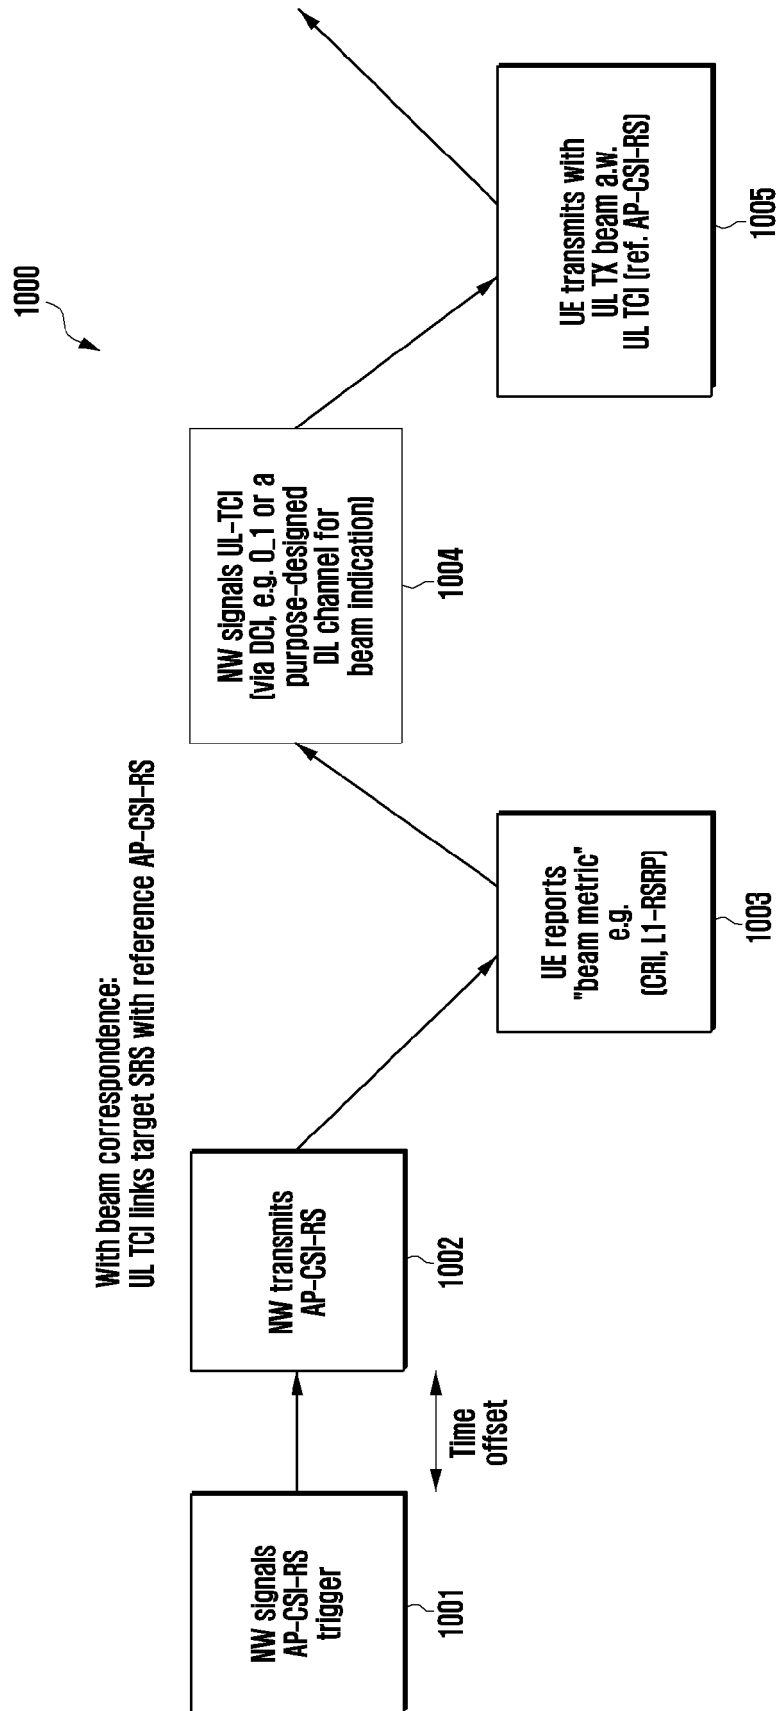 1000
With beam correspondence:
UL TCI links target SRS with reference AP-CSI-RS
NW signals
AP-CSI-RS
trigger
1001
Time
offset
NW transmits
AP-CSI-RS
1002
UE reports
"beam metric"
e.g.
(CRI, L1-RSRP)
1003
NW signals UL-TCI
(via DCI, e.g. 0_1 or a
purpose-designed
DL channel for
beam indication)
1004
UE transmits with
UL TX beam a.w.
UL TCI (ref. AP-CSI-RS)
1005